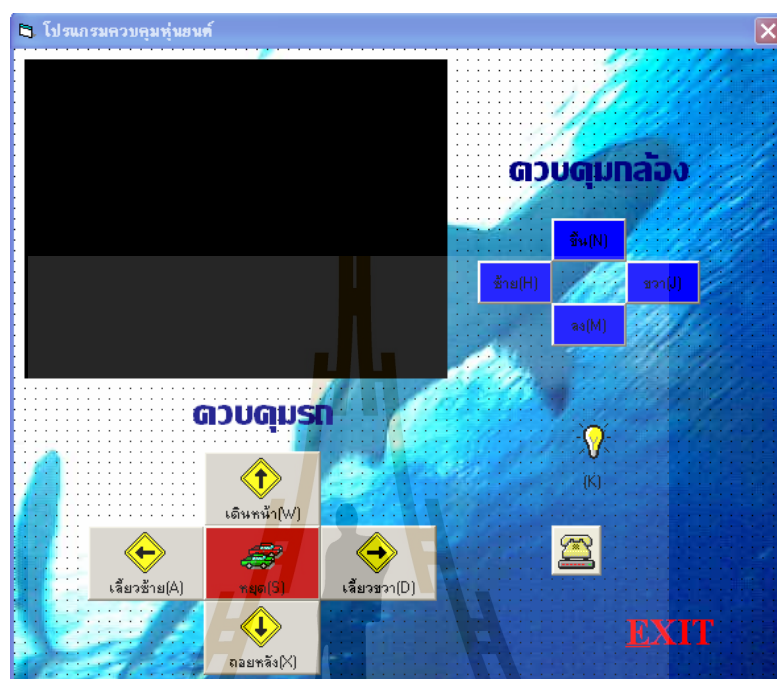 โปรแกรมควบคุมหุ่นยนต์
ควบคุมกล้อง
ขึ้น(N)
ซ้าย(H)
ขวา(J)
ลง(M)
ควบคุมรถ
(K)
เดินหน้า(W)
เลี้ยวซ้าย(A)
หยุด(S)
เลี้ยวขวา(D)
ถอยหลัง(X)
EXIT